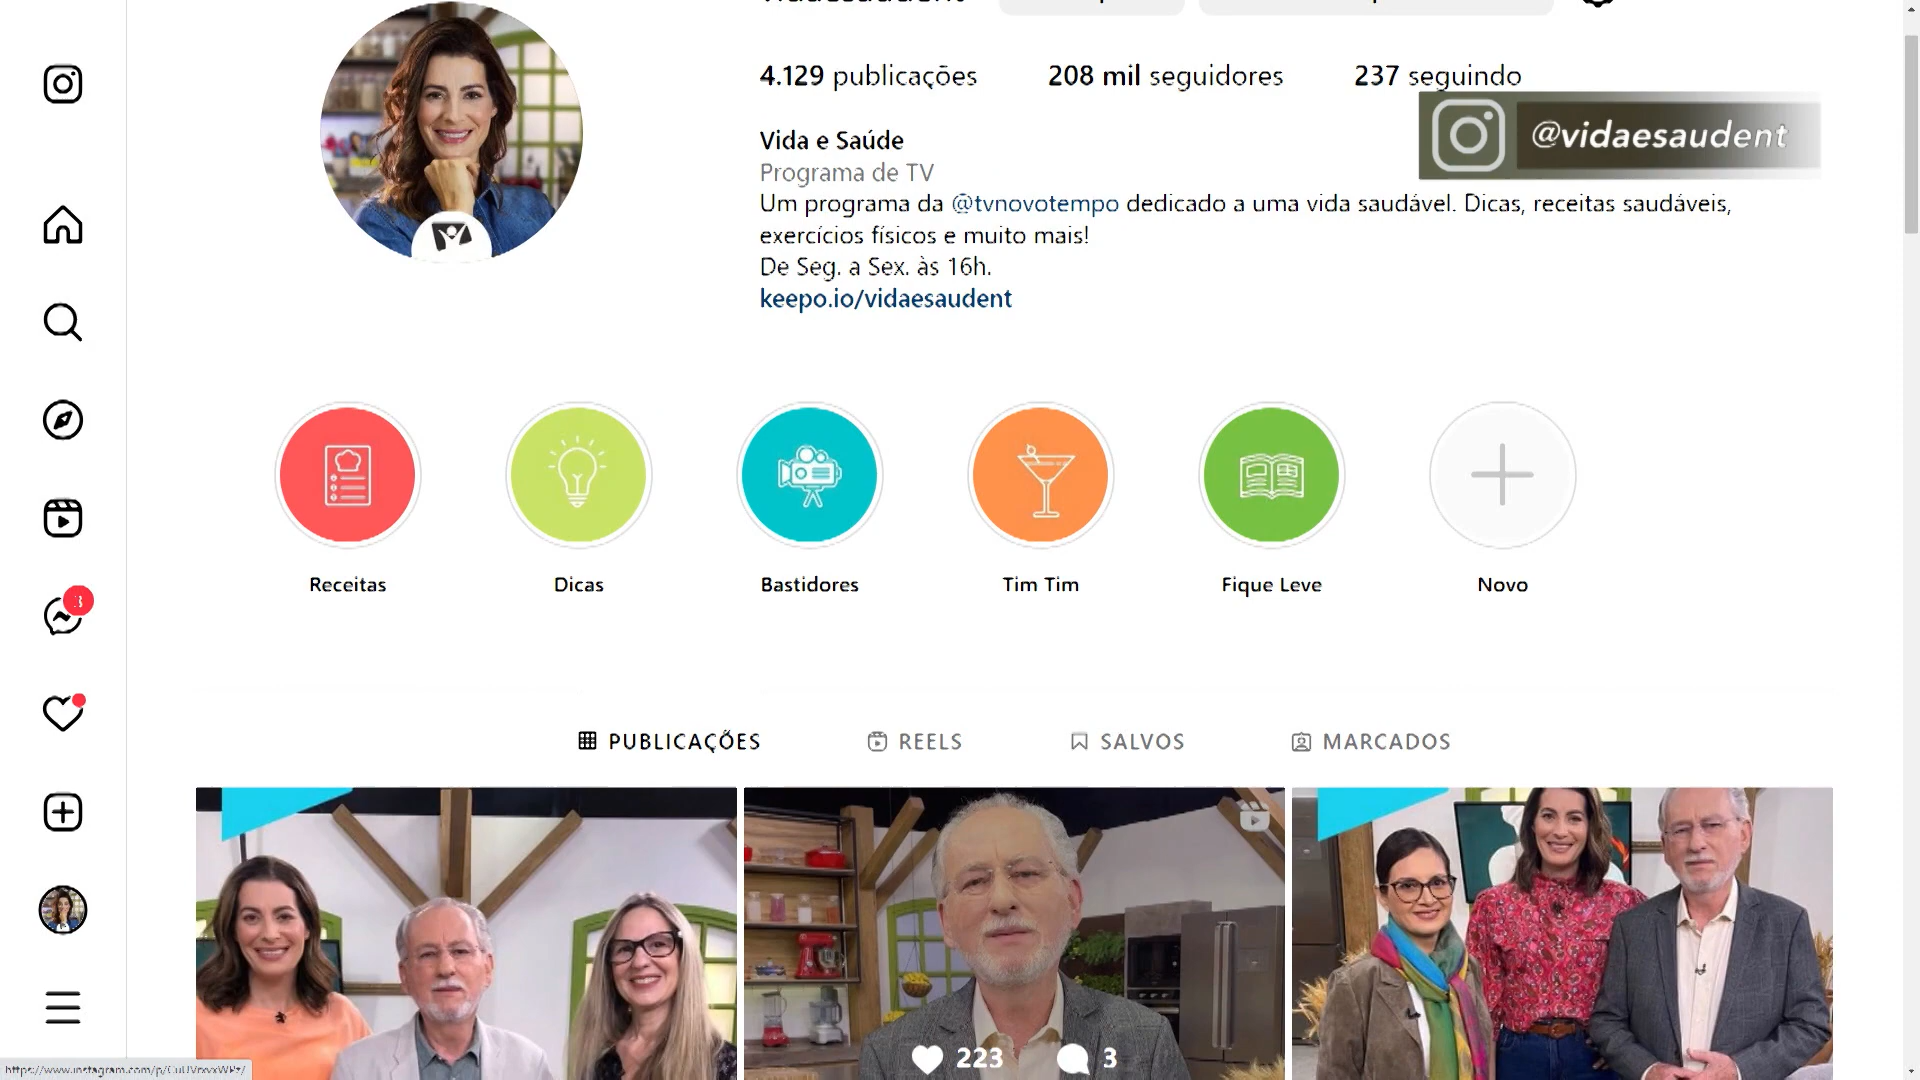 4.129 publicações 208 mil seguidores 237 seguindo
@vidaesaudent
Vida e Saúde
Programa de TV
Um programa da @tvnovotempo dedicado a uma vida saudável. Dicas, receitas saudáveis,
exercícios físicos e muito mais!
De Seg. a Sex. às 16h.
keepo.io/vidaesaudent
Receitas Dicas Bastidores Tim Tim Fique Leve Novo
3
PUBLICAÇÕES REELS SALVOS MARCADOS
223 3